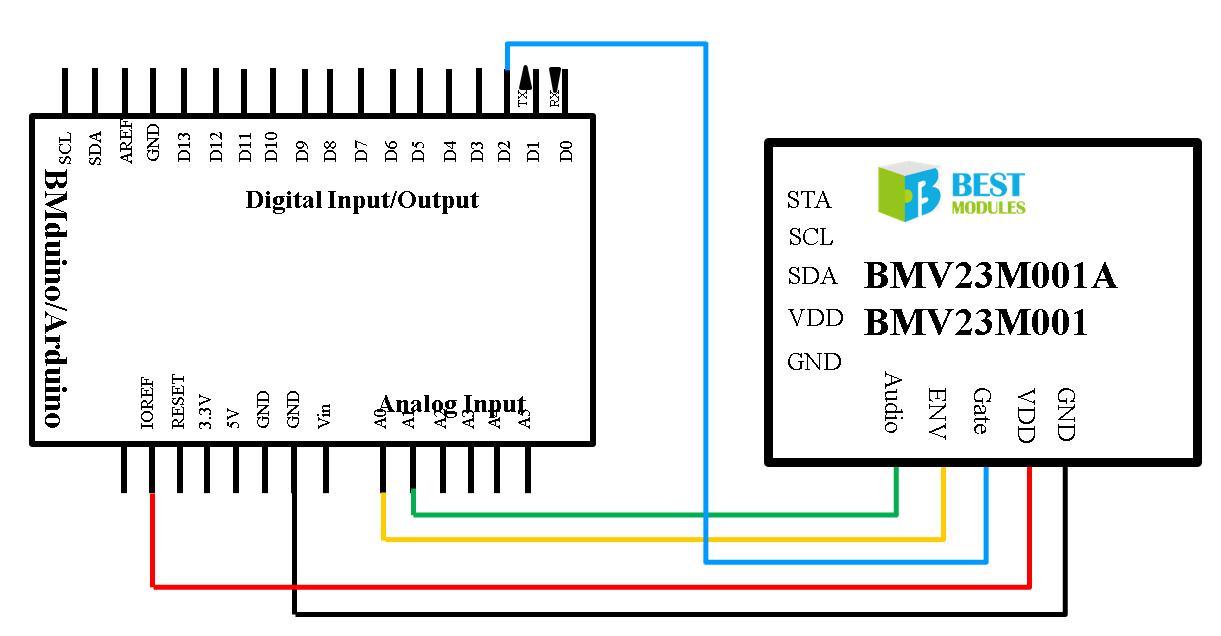 TX
RX
SCL
SDA
AREF
GND
D13
D12
D11
D10
D9
D8
D7
D6
D5
D4
D3
D2
D1
D0
BMduino/Arduino
Digital Input/Output
IOREF
RESET
3.3V
5V
GND
GND
Vin
Analog Input
A0
A1
A2
A3
A4
A5
BEST
MODULES
STA
SCL
SDA
VDD
GND
BMV23M001A
BMV23M001
Audio
ENV
Gate
VDD
GND